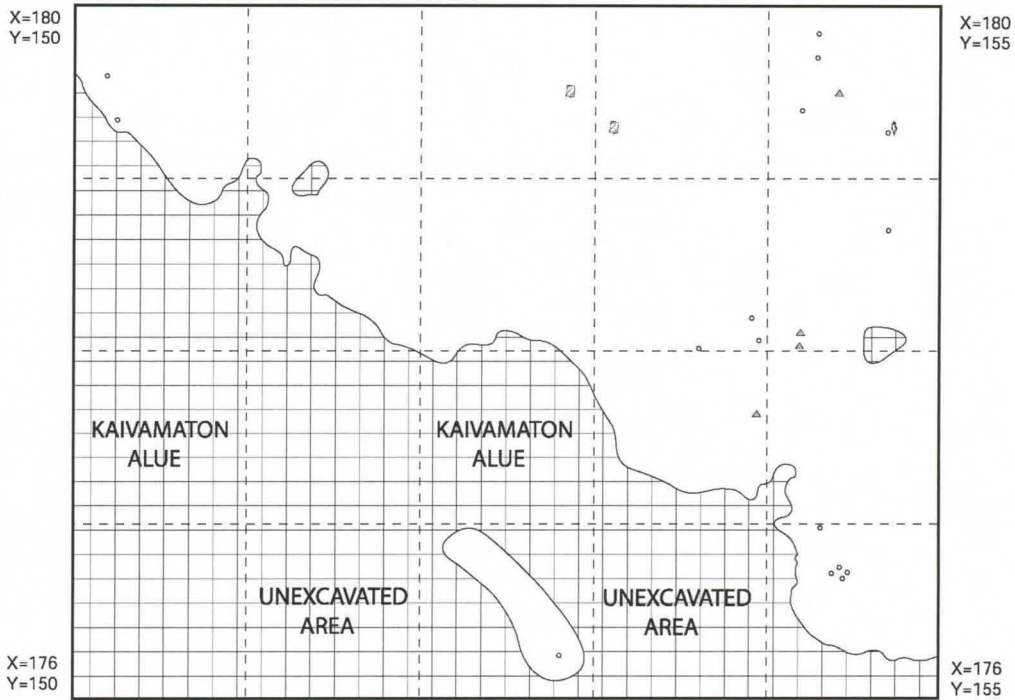 X=180
Y=150
X=180
Y=155
KAIVAMATON
ALUE
KAIVAMATON
ALUE
UNEXCAVATED
AREA
UNEXCAVATED
AREA
X=176
Y=150
X=176
Y=155